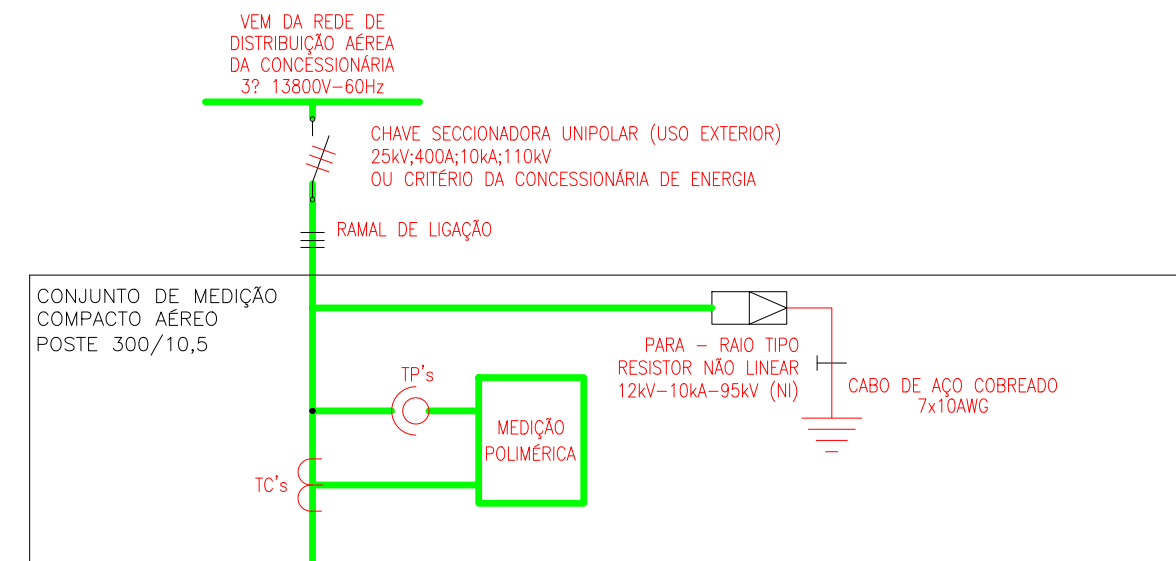 VEM DA REDE DE
DISTRIBUIÇÃO AÉREA
DA CONCESSIONÁRIA
3? 13800V-60Hz
CHAVE SECCIONADORA UNIPOLAR (USO EXTERIOR)
25kV;400A;10kA;110kV
OU CRITÉRIO DA CONCESSIONÁRIA DE ENERGIA
RAMAL DE LIGAÇÃO
CONJUNTO DE MEDIÇÃO
COMPACTO AÉREO
POSTE 300/10,5
PARA - RAIO TIPO
RESISTOR NÃO LINEAR
12kV-10kA-95kV (NI)
CABO DE AÇO COBREADO
7x10AWG
TP's
MEDIÇÃO
POLIMÉRICA
TC's